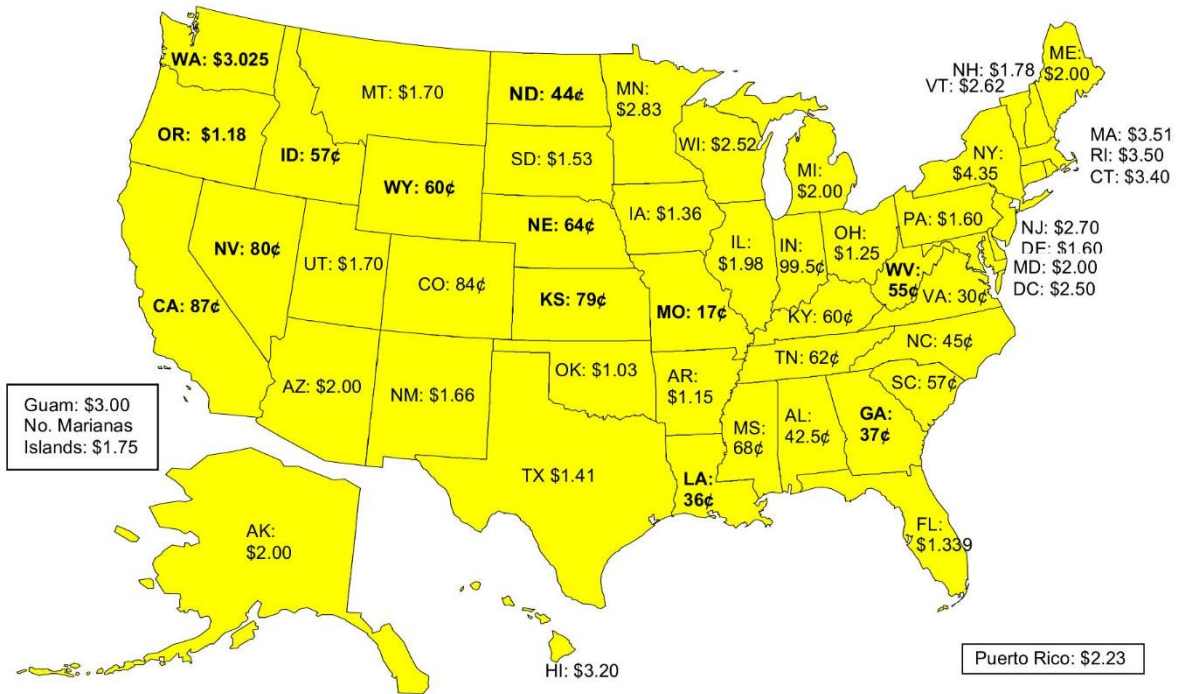 WA: $3.025
MT: $1.70
ND: 44¢
MN:
$2.83
NH: $1.78
VT: $2.62
ME:
$2.00
OR: $1.18
ID: 57¢
WY: 60¢
SD: $1.53
WI: $2.52
MI:
$2.00
NY:
$4.35
MA: $3.51
RI: $3.50
CT: $3.40
NV: 80¢
UT: $1.70
CO: 84¢
NE: 64¢
IA: $1.36
IL:
$1.98
IN:
99.5¢
OH:
$1.25
PA: $1.60
NJ: $2.70
DE: $1.60
MD: $2.00
DC: $2.50
CA: 87¢
KS: 79¢
MO: 17¢
KY: 60¢
WV:
55¢
VA: 30¢
AZ: $2.00
NM: $1.66
OK: $1.03
AR:
$1.15
TN: 62¢
NC: 45¢
SC: 57¢
Guam: $3.00
No. Marianas
Islands: $1.75
TX $1.41
LA:
36¢
MS:
68¢
AL:
42.5¢
GA:
37¢
FL:
$1.339
AK:
$2.00
HI: $3.20
Puerto Rico: $2.23